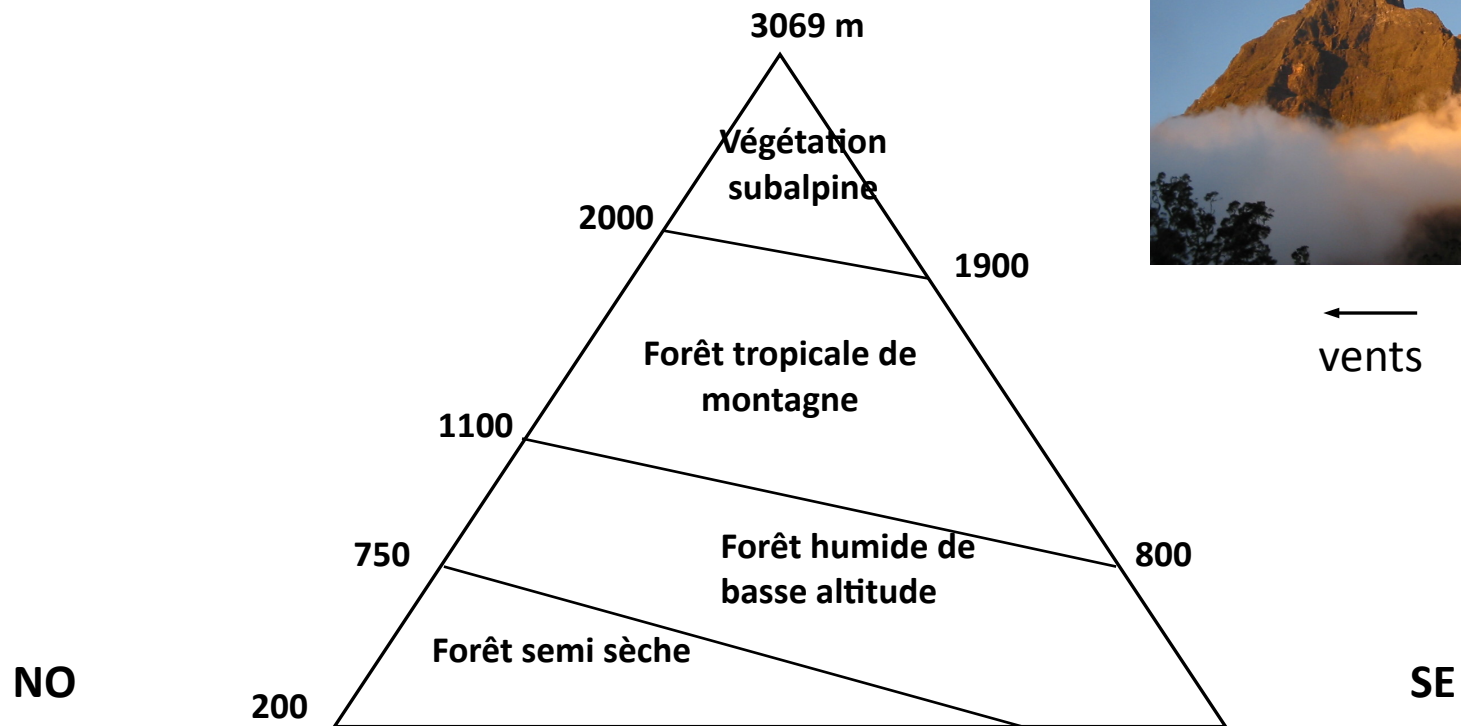 3069 m
Végétation
subalpine
2000
1900
vents
Forêt tropicale de
montagne
1100
750
Forêt humide de
basse altitude
800
Forêt semi sèche
NO
SE
200